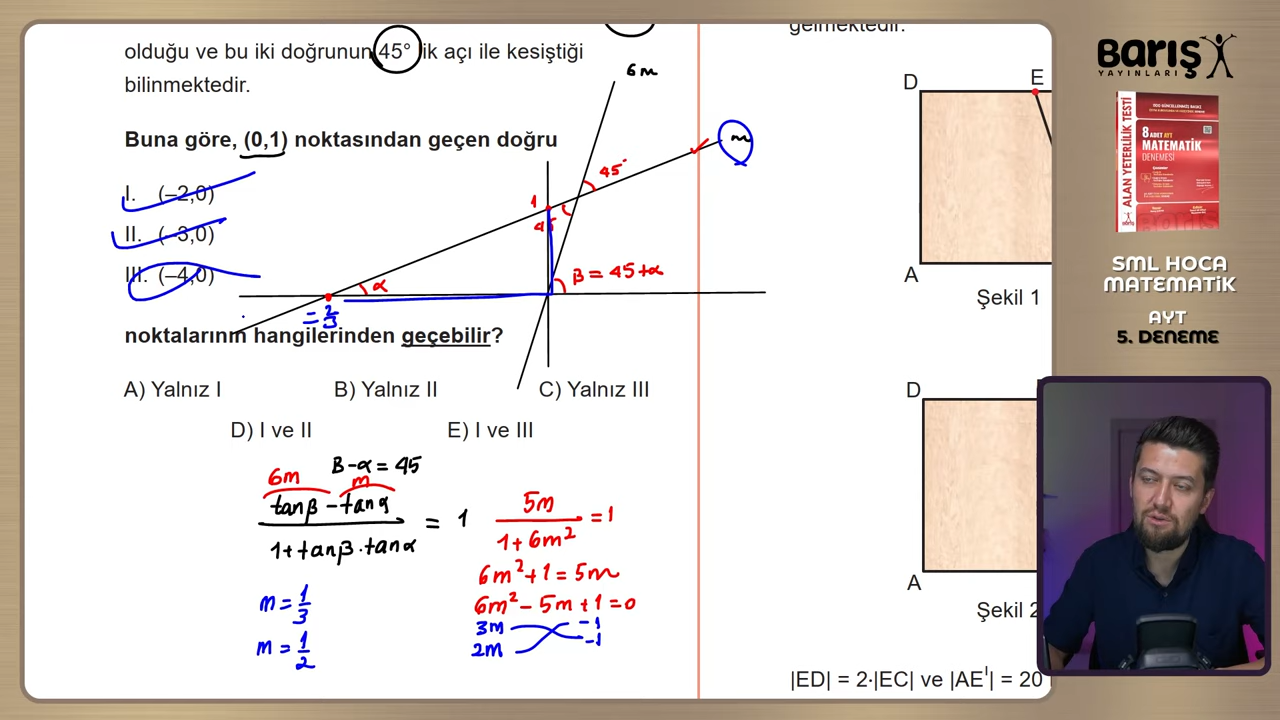 olduğu ve bu iki doğrunun 45° lik açı ile kesiştiği
bilinmektedir.
Buna göre, (0,1) noktasından geçen doğru
I. (–2,0)
II. (–3,0)
III. (–4,0)
noktalarının hangilerinden geçebilir?
A) Yalnız I
B) Yalnız II
C) Yalnız III
D) I ve II
E) I ve III
6m
m
45°
1
45
α
β = 45+α
= 2/3
β-α = 45
6m
m
tanβ - tanα
1+tanβ.tanα
= 1
5m
1+6m²
=1
6m²+1=5m
6m²-5m+1=0
3m -1
2m -1
m = 1/3
m = 1/2
gelmektedir.
D
E
A
Şekil 1
D
A
Şekil 2
|ED| = 2·|EC| ve |AE'| = 20
Barış
YAYINLARI
ALAN YETERLİLİK TESTİ
8 ADET AYT
MATEMATİK
DENEMESİ
SML HOCA
MATEMATİK
AYT
5. DENEME